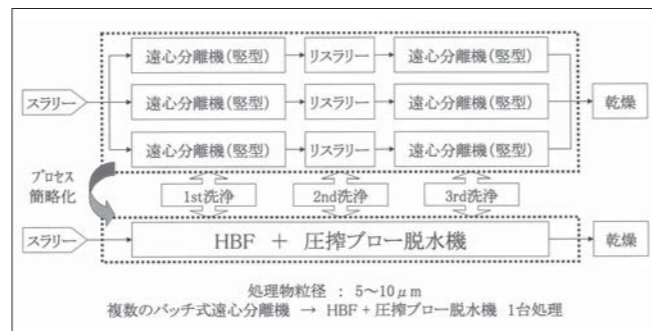 遠心分離機(竪型) リスラリー 遠心分離機(竪型)
スラリー 遠心分離機(竪型) リスラリー 遠心分離機(竪型) 乾燥
遠心分離機(竪型) リスラリー 遠心分離機(竪型)
プロセス
簡略化
1st洗浄 2nd洗浄 3rd洗浄
スラリー HBF + 圧搾ブロー脱水機 乾燥
処理物粒径 : 5~10μm
複数のバッチ式遠心分離機 → HBF + 圧搾ブロー脱水機 1台処理